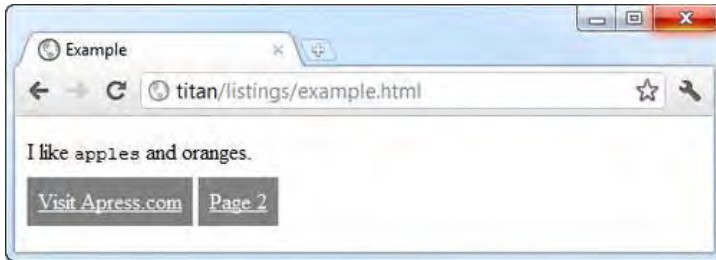 Example
titan/listings/example.html
I like apples and oranges.
Visit Apress.com Page 2